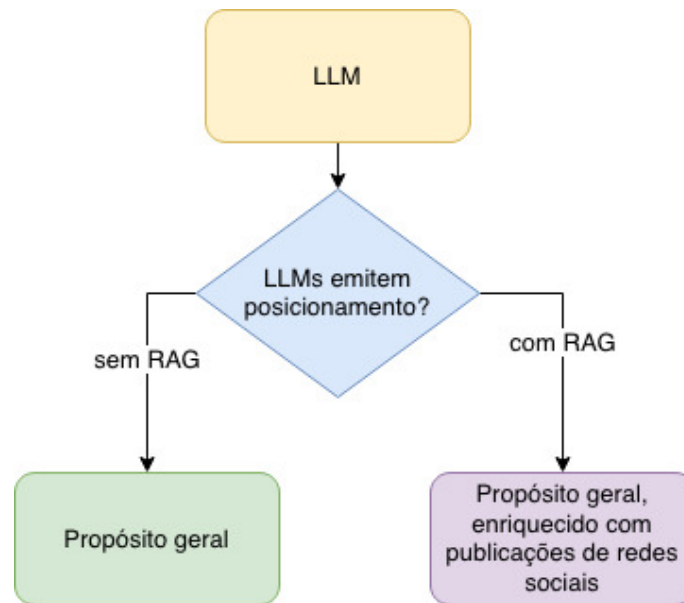 LLM
LLMs emitem
posicionamento?
sem RAG
com RAG
Propósito geral
Propósito geral,
enriquecido com
publicações de redes
sociais